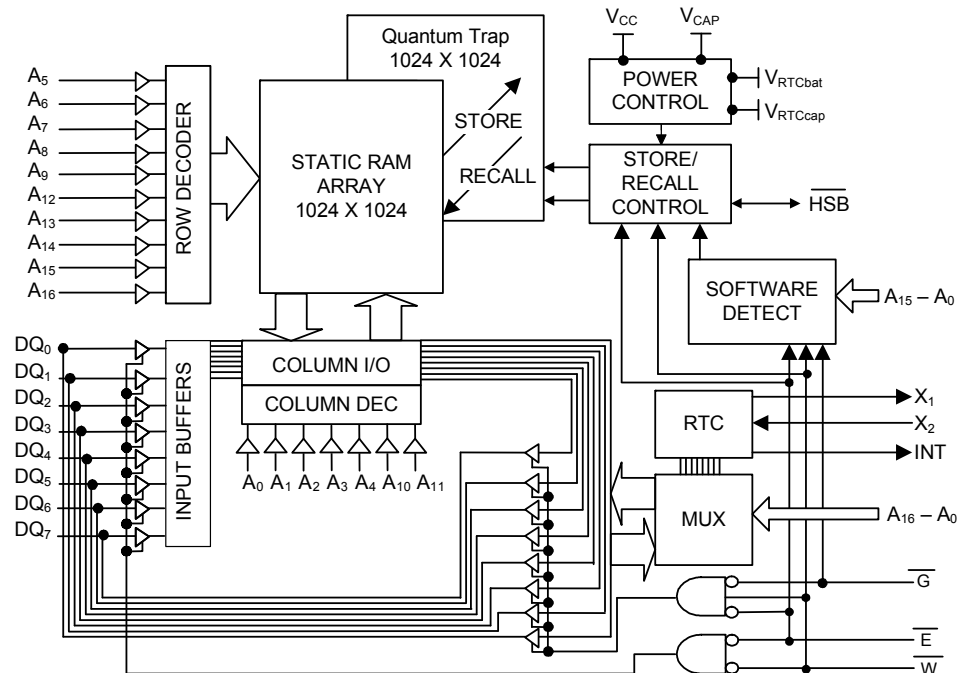 V_CC
V_CAP
Quantum Trap
1024 X 1024
POWER
CONTROL
V_RTCbat
V_RTCcap
A_5
A_6
A_7
A_8
A_9
A_12
A_13
A_14
A_15
A_16
ROW DECODER
STATIC RAM
ARRAY
1024 X 1024
STORE
RECALL
STORE/
RECALL
CONTROL
H̅S̅B̅
SOFTWARE
DETECT
A_15 – A_0
DQ_0
DQ_1
DQ_2
DQ_3
DQ_4
DQ_5
DQ_6
DQ_7
INPUT BUFFERS
COLUMN I/O
COLUMN DEC
A_0 A_1 A_2 A_3 A_4 A_10 A_11
RTC
X_1
X_2
INT
MUX
A_16 – A_0
G̅
E̅
W̅